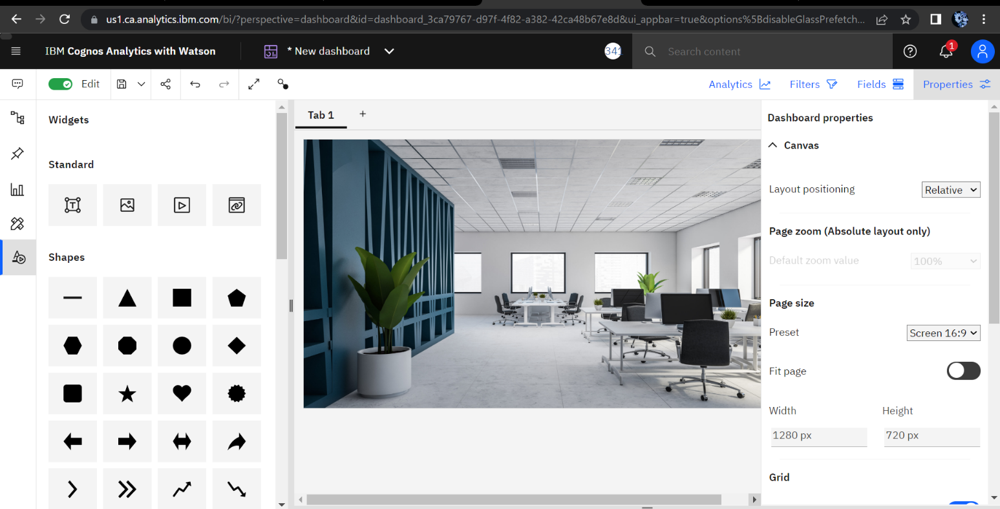 us1.ca.analytics.ibm.com/bi/?perspective=dashboard&id=dashboard_3ca79767-d97f-4f82-a382-42ca48b67e8d&ui_appbar=true&options%5BdisableGlassPrefetch...
IBM Cognos Analytics with Watson
* New dashboard
341
Search content
1
Edit
Analytics
Filters
Fields
Properties
Widgets
Tab 1
+
Dashboard properties
Canvas
Standard
T
Layout positioning
Relative
Page zoom (Absolute layout only)
Shapes
Default zoom value
100%
Page size
Preset
Screen 16:9
Fit page
Width
Height
1280 px
720 px
Grid